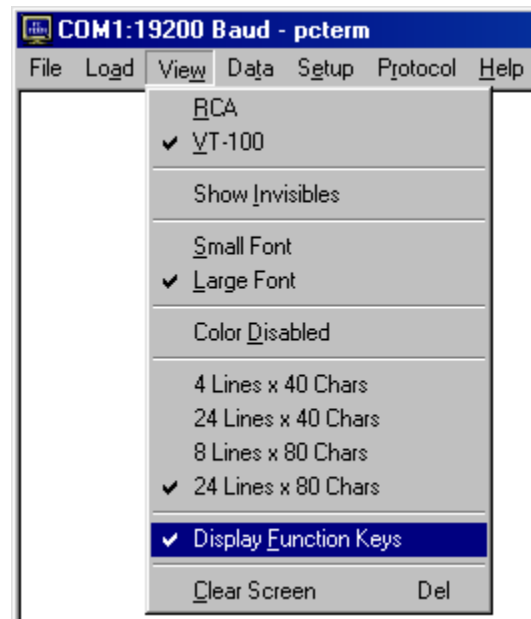 COM1:19200 Baud - pcterm
File Load View Data Setup Protocol Help
RCA
✓ VT-100
Show Invisibles
Small Font
✓ Large Font
Color Disabled
4 Lines x 40 Chars
24 Lines x 40 Chars
8 Lines x 80 Chars
✓ 24 Lines x 80 Chars
✓ Display Function Keys
Clear Screen Del